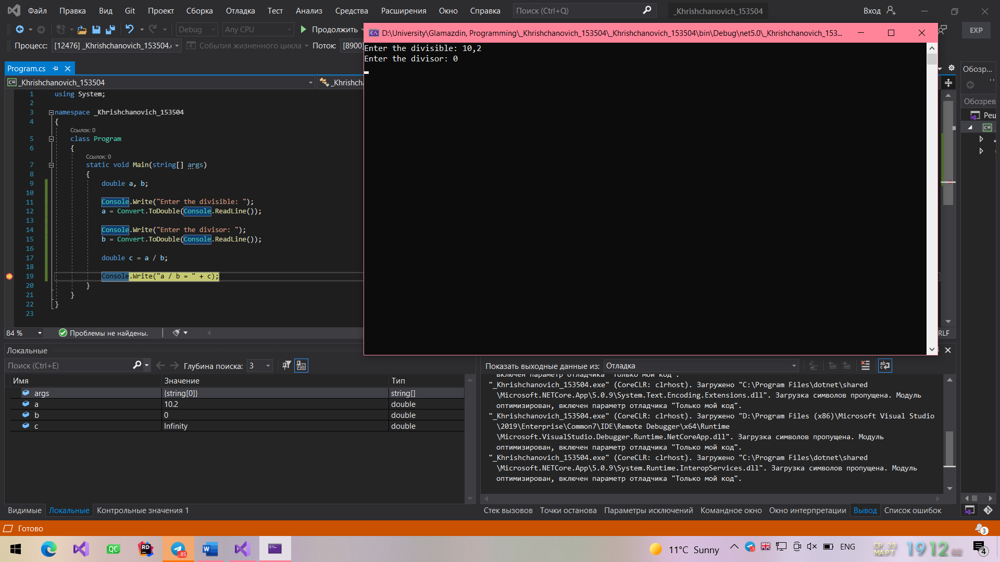 Файл Правка Вид Git Проект Сборка Отладка Тест Анализ Средства Расширения Окно Справка Поиск (Ctrl+Q) _Khrishchanovich_153504 Вход
Debug Any CPU Продолжить EXP
Процесс: [12476] _Khrishchanovich_153504. События жизненного цикла Поток: [8900]
D:\University\Glamazdin, Programming\_Khrishchanovich_153504\_Khrishchanovich_153504\bin\Debug\net5.0\_Khrishchanovich_153...
Enter the divisible: 10,2
Enter the divisor: 0
Program.cs
_Khrishchanovich_153504 _Khrishcha
1 using System;
2
3 namespace _Khrishchanovich_153504
4 {
Ссылок: 0
5 class Program
6 {
Ссылок: 0
7 static void Main(string[] args)
8 {
9 double a, b;
10
11 Console.Write("Enter the divisible: ");
12 a = Convert.ToDouble(Console.ReadLine());
13
14 Console.Write("Enter the divisor: ");
15 b = Convert.ToDouble(Console.ReadLine());
16
17 double c = a / b;
18
19 Console.Write("a / b = " + c);
20 }
21 }
22 }
23
84 % Проблемы не найдены. RLF
Обозр...
Обозрев
Реш
C#
Локальные
Поиск (Ctrl+E) Глубина поиска: 3
Имя Значение Тип
args {string[0]} string[]
a 10.2 double
b 0 double
c Infinity double
Видимые Локальные Контрольные значения 1
Показать выходные данные из: Отладка
включен параметр отладчика "Только мой код".
"_Khrishchanovich_153504.exe" (CoreCLR: clrhost). Загружено "C:\Program Files\dotnet\shared
\Microsoft.NETCore.App\5.0.9\System.Text.Encoding.Extensions.dll". Загрузка символов пропущена. Модуль
оптимизирован, включен параметр отладчика "Только мой код".
"_Khrishchanovich_153504.exe" (CoreCLR: clrhost). Загружено "D:\Program Files (x86)\Microsoft Visual Studio
\2019\Enterprise\Common7\IDE\Remote Debugger\x64\Runtime
\Microsoft.VisualStudio.Debugger.Runtime.NetCoreApp.dll". Загрузка символов пропущена. Модуль
оптимизирован, включен параметр отладчика "Только мой код".
"_Khrishchanovich_153504.exe" (CoreCLR: clrhost). Загружено "C:\Program Files\dotnet\shared
\Microsoft.NETCore.App\5.0.9\System.Runtime.InteropServices.dll". Загрузка символов пропущена. Модуль
оптимизирован, включен параметр отладчика "Только мой код".
Стек вызовов Точки останова Параметры исключений Командное окно Окно интерпретации Вывод Список ошибок
Готово 3
QC RD 85 W 11°C Sunny 5 ENG СР, 23 МАРТ 19 12 4